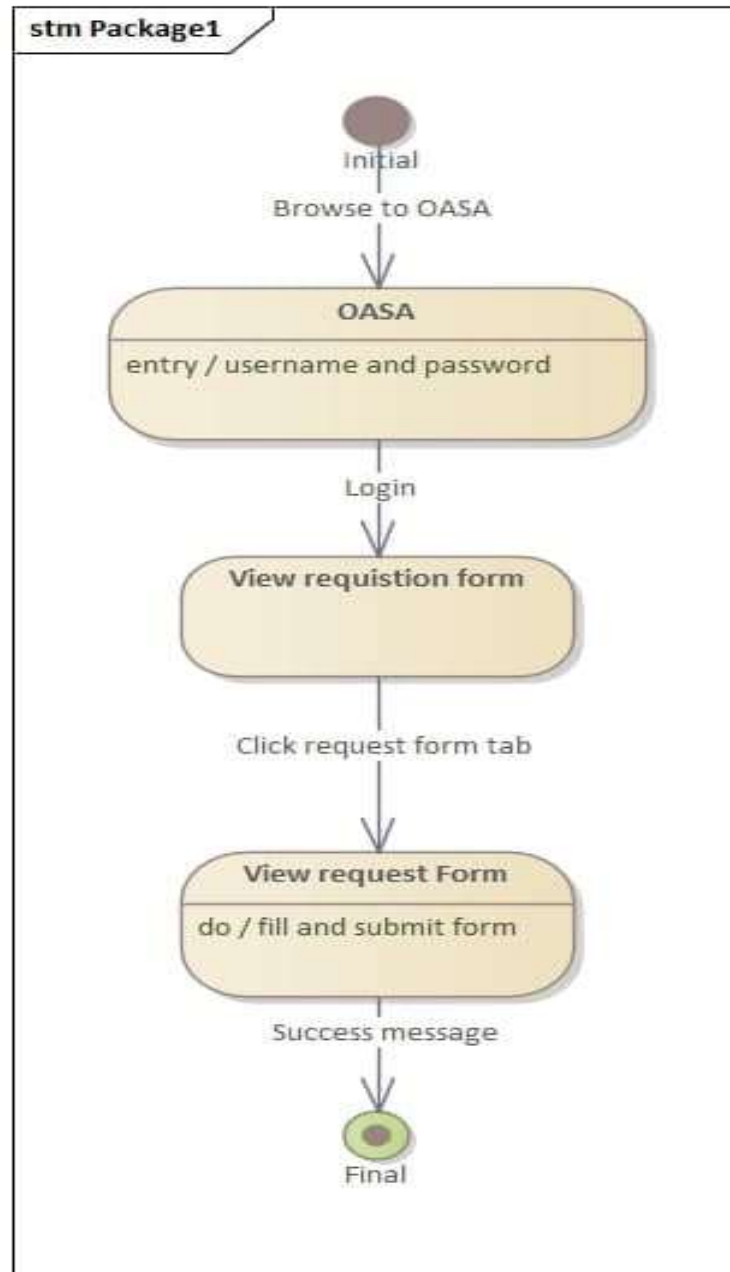 stm Package1
Initial
Browse to OASA
OASA
entry / username and password
Login
View requistion form
Click request form tab
View request Form
do / fill and submit form
Success message
Final